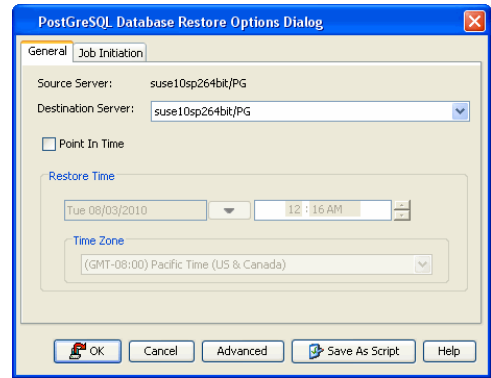 PostGreSQL Database Restore Options Dialog
General Job Initiation
Source Server: suse10sp264bit/PG
Destination Server: suse10sp264bit/PG
Point In Time
Restore Time
Tue 08/03/2010 12 : 16 AM
Time Zone
(GMT-08:00) Pacific Time (US & Canada)
OK Cancel Advanced Save As Script Help